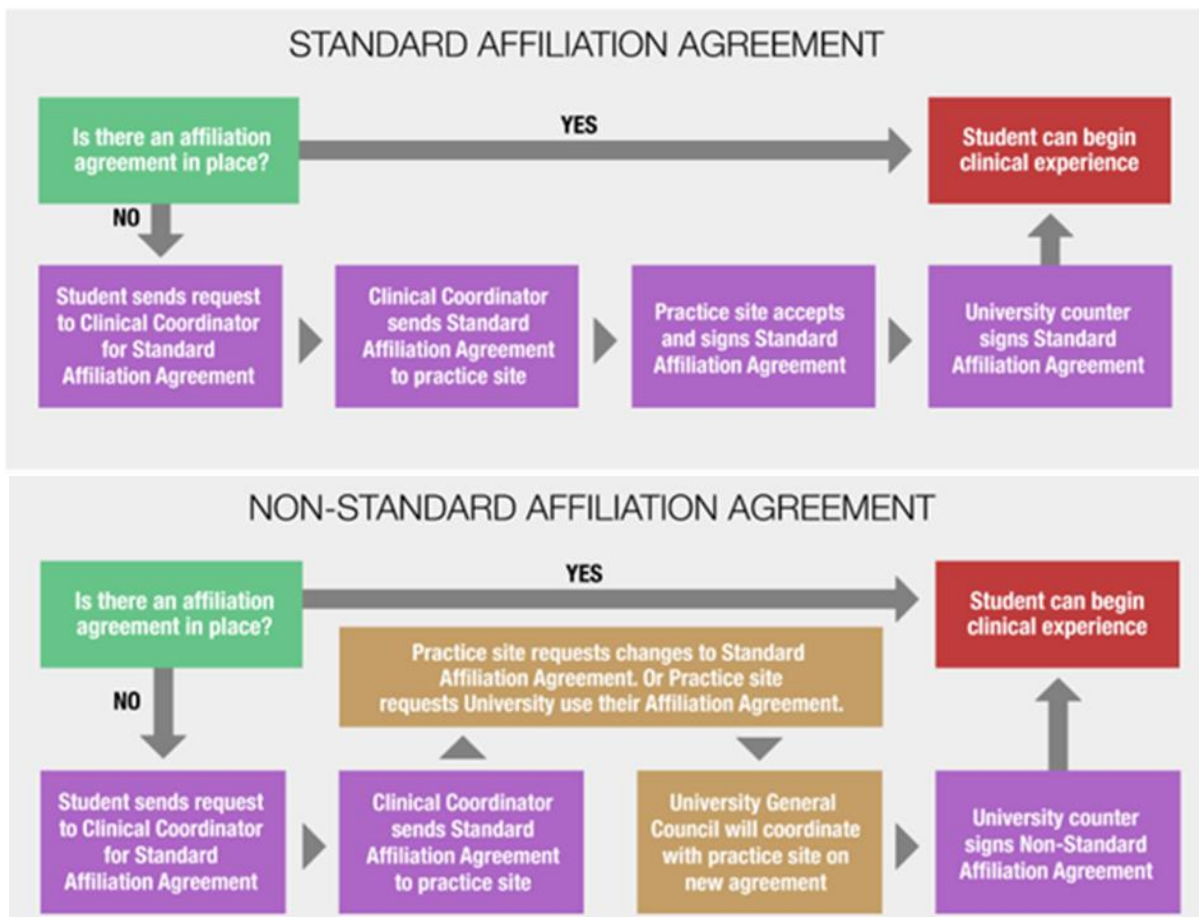 STANDARD AFFILIATION AGREEMENT
Is there an affiliation
agreement in place?
YES
Student can begin
clinical experience
NO
Student sends request
to Clinical Coordinator
for Standard
Affiliation Agreement
Clinical Coordinator
sends Standard
Affiliation Agreement
to practice site
Practice site accepts
and signs Standard
Affiliation Agreement
University counter
signs Standard
Affiliation Agreement
NON-STANDARD AFFILIATION AGREEMENT
Is there an affiliation
agreement in place?
YES
Student can begin
clinical experience
NO
Practice site requests changes to Standard
Affiliation Agreement. Or Practice site
requests University use their Affiliation Agreement.
Student sends request
to Clinical Coordinator
for Standard
Affiliation Agreement
Clinical Coordinator
sends Standard
Affiliation Agreement
to practice site
University General
Council will coordinate
with practice site on
new agreement
University counter
signs Non-Standard
Affiliation Agreement